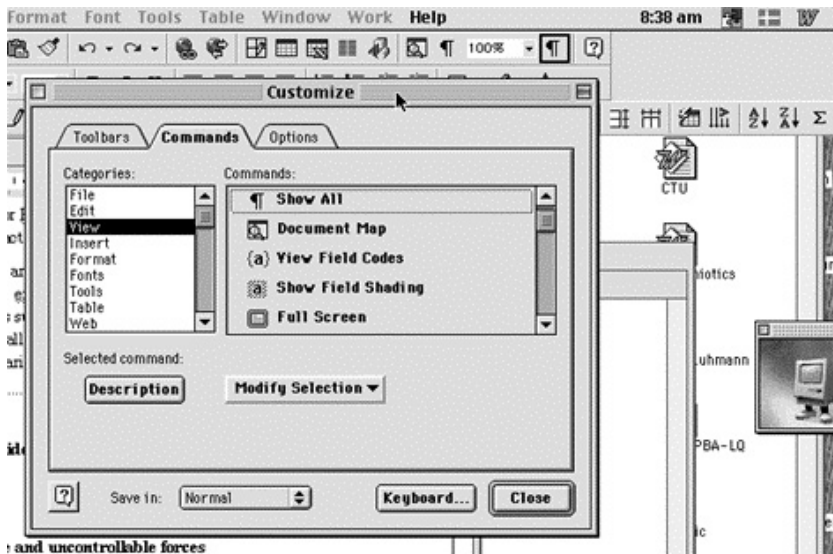 Format Font Tools Table Window Work Help 8:38 am
100%
Customize
Toolbars Commands Options
Categories:
File
Edit
View
Insert
Format
Fonts
Tools
Table
Web
Commands:
Show All
Document Map
{a} View Field Codes
a Show Field Shading
Full Screen
Selected command:
Description Modify Selection
Save in: Normal Keyboard... Close
e and uncontrollable forces
CTU
iotics
uhmann
PBA-LQ
ic